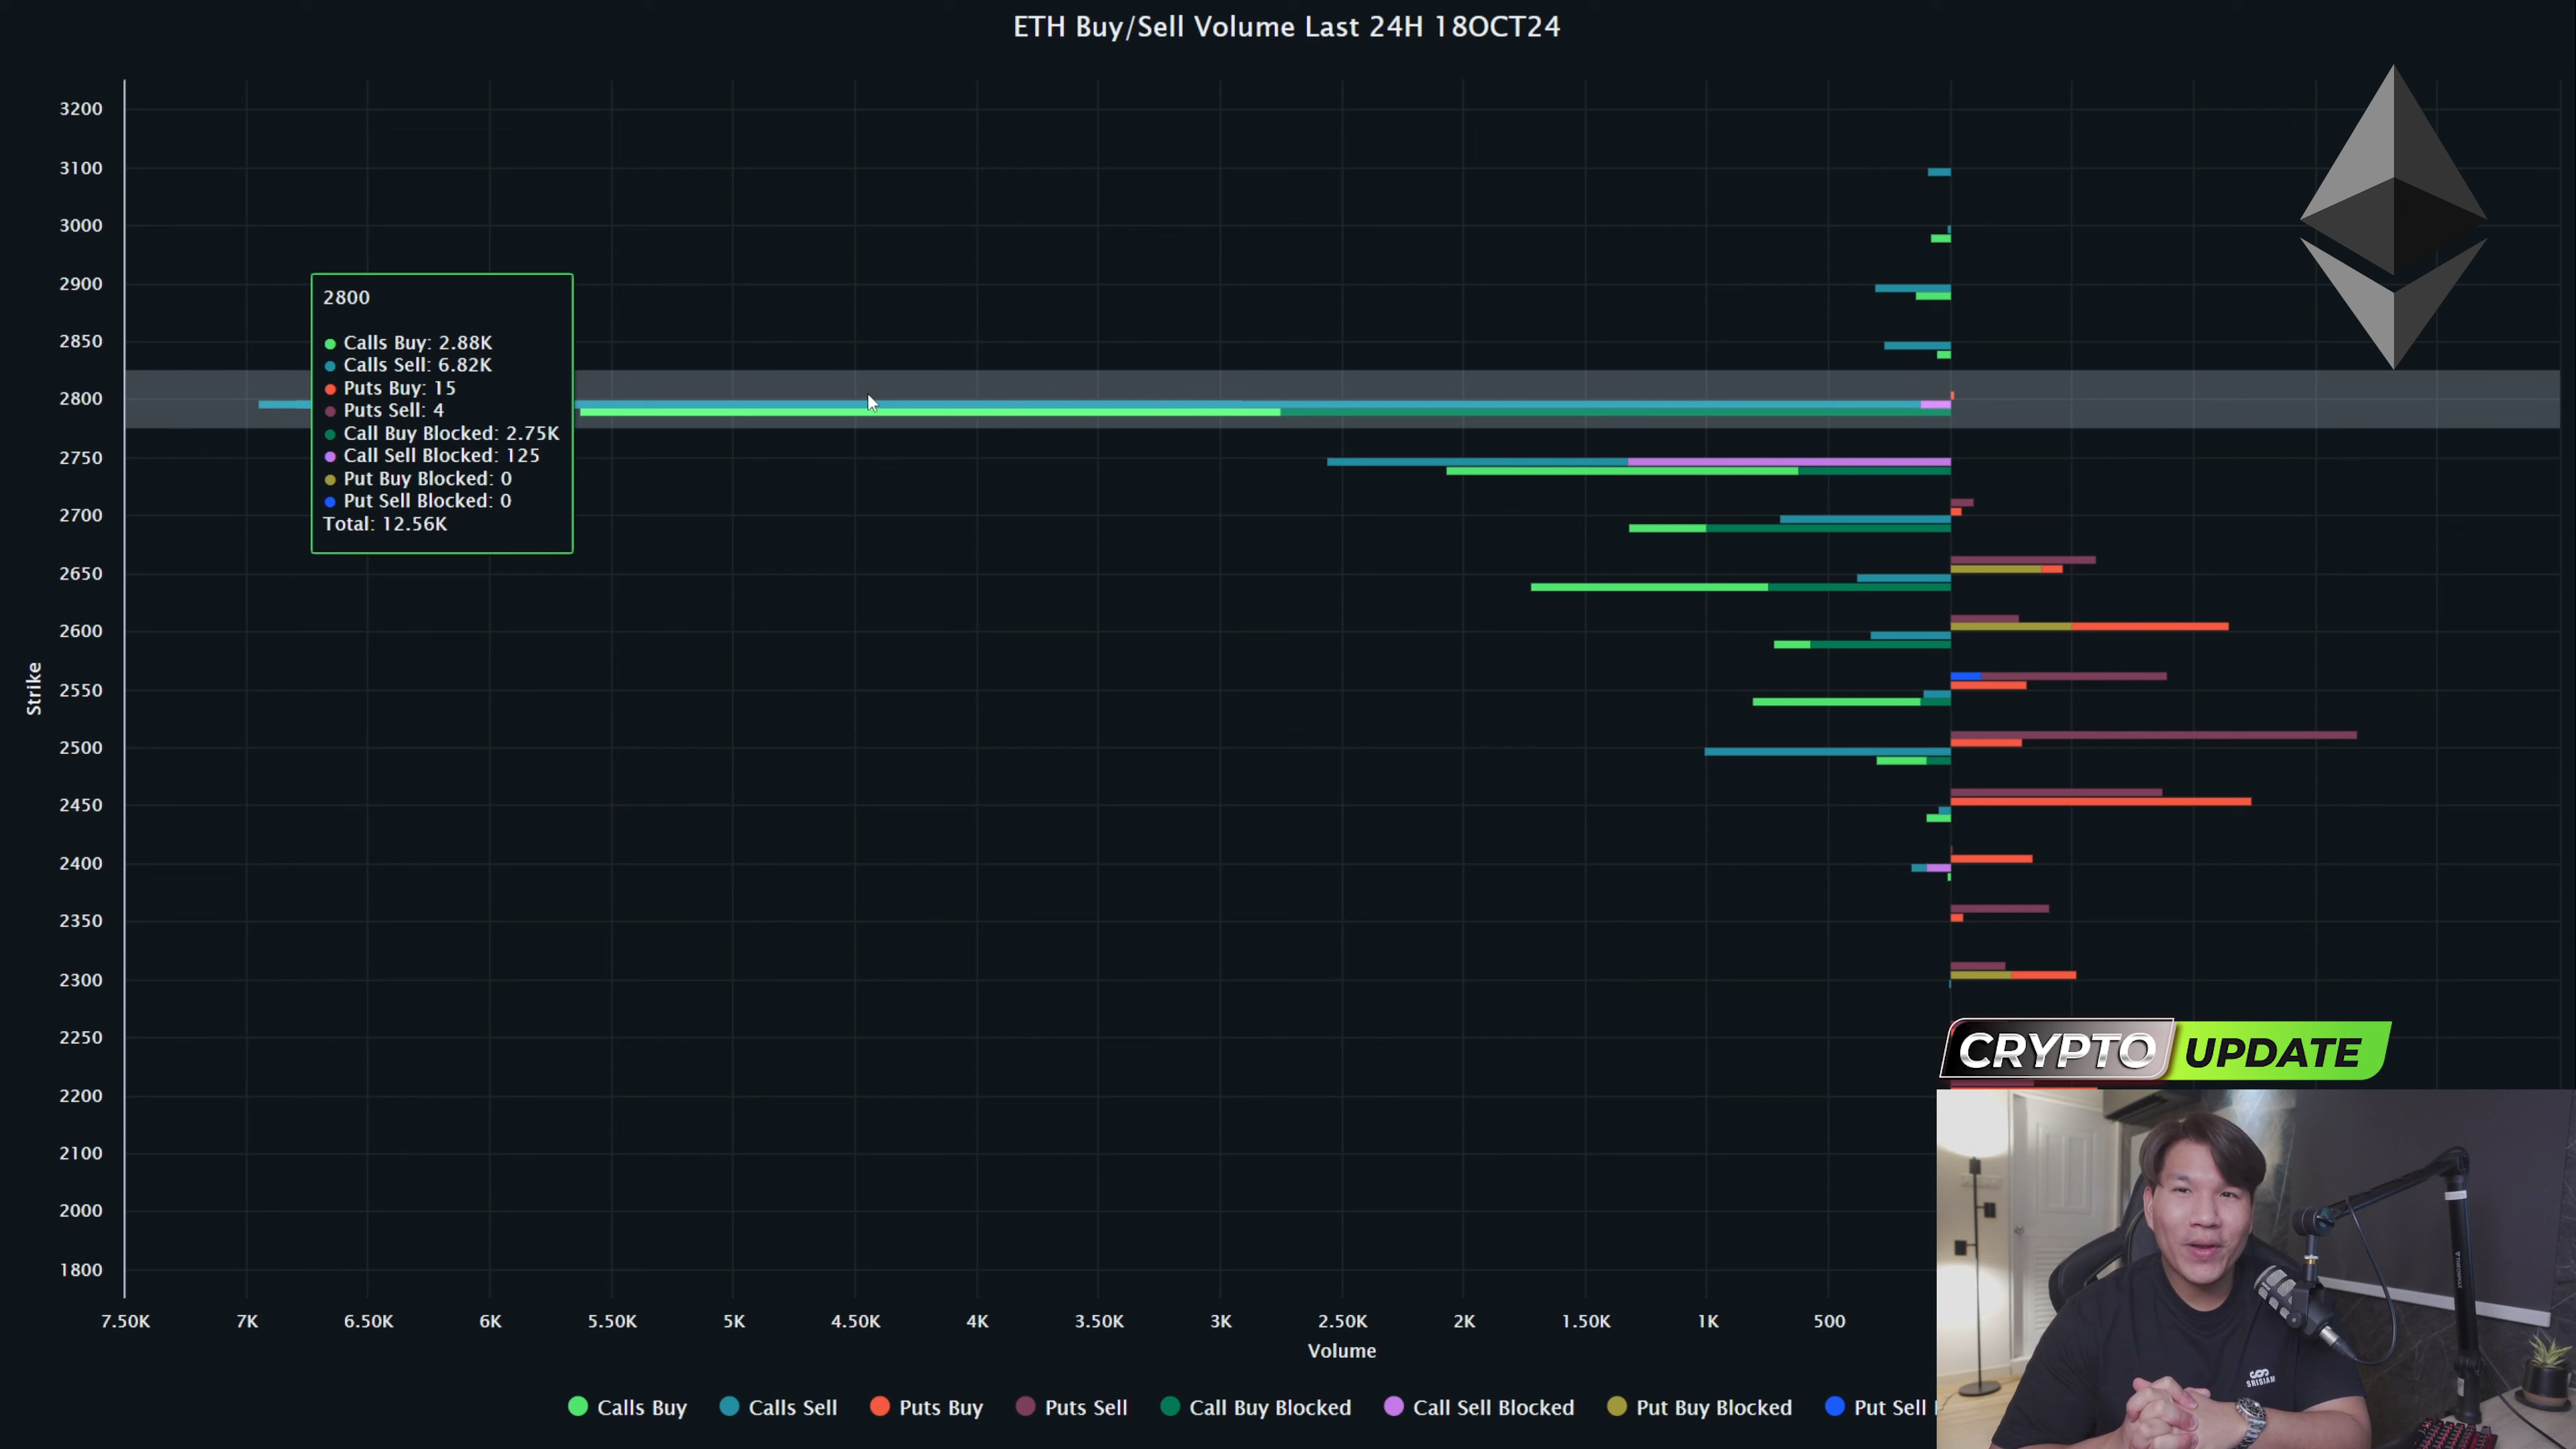 ETH Buy/Sell Volume Last 24H 18OCT24
3200
3100
3000
2900
2850
2800
2750
2700
2650
2600
2550
2500
2450
2400
2350
2300
2250
2200
2100
2000
1800
Strike
2800
Calls Buy: 2.88K
Calls Sell: 6.82K
Puts Buy: 15
Puts Sell: 4
Call Buy Blocked: 2.75K
Call Sell Blocked: 125
Put Buy Blocked: 0
Put Sell Blocked: 0
Total: 12.56K
CRYPTO UPDATE
7.50K 7K 6.50K 6K 5.50K 5K 4.50K 4K 3.50K 3K 2.50K 2K 1.50K 1K 500
Volume
Calls Buy Calls Sell Puts Buy Puts Sell Call Buy Blocked Call Sell Blocked Put Buy Blocked Put Sell
SRISIAM